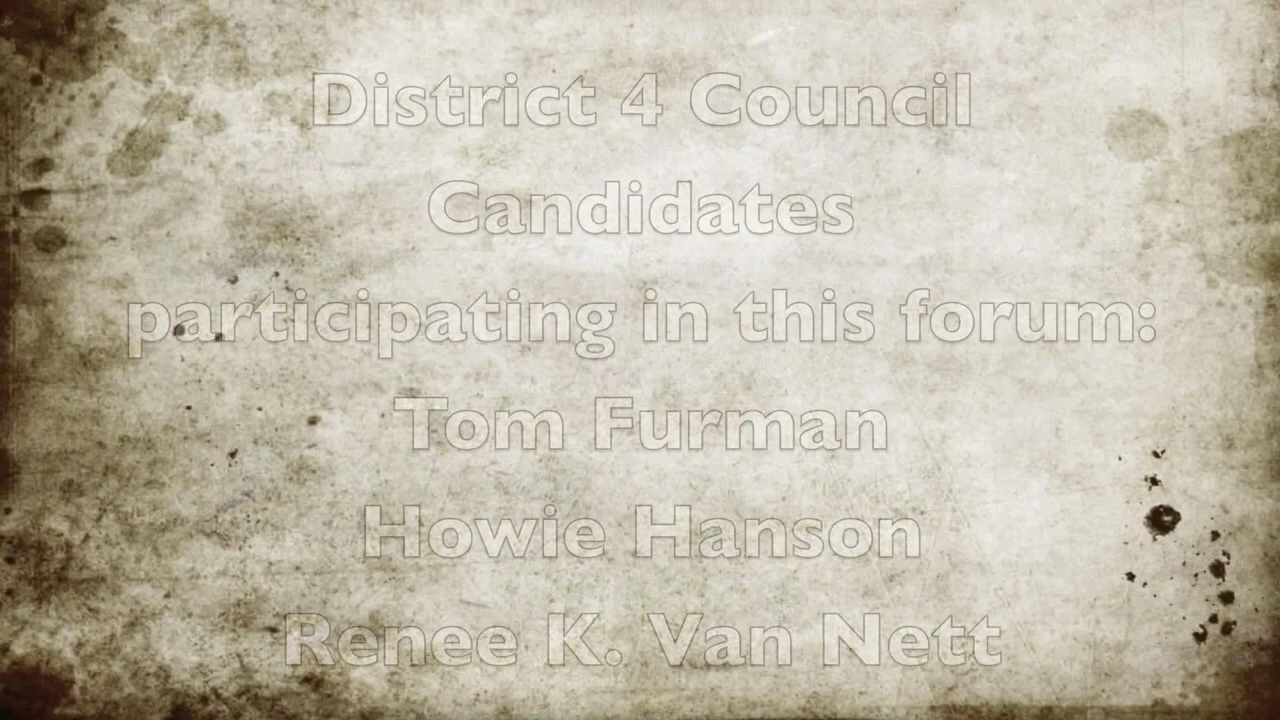 District 4 Council
Candidates
participating in this forum:
Tom Furman
Howie Hanson
Renee K. Van Nett